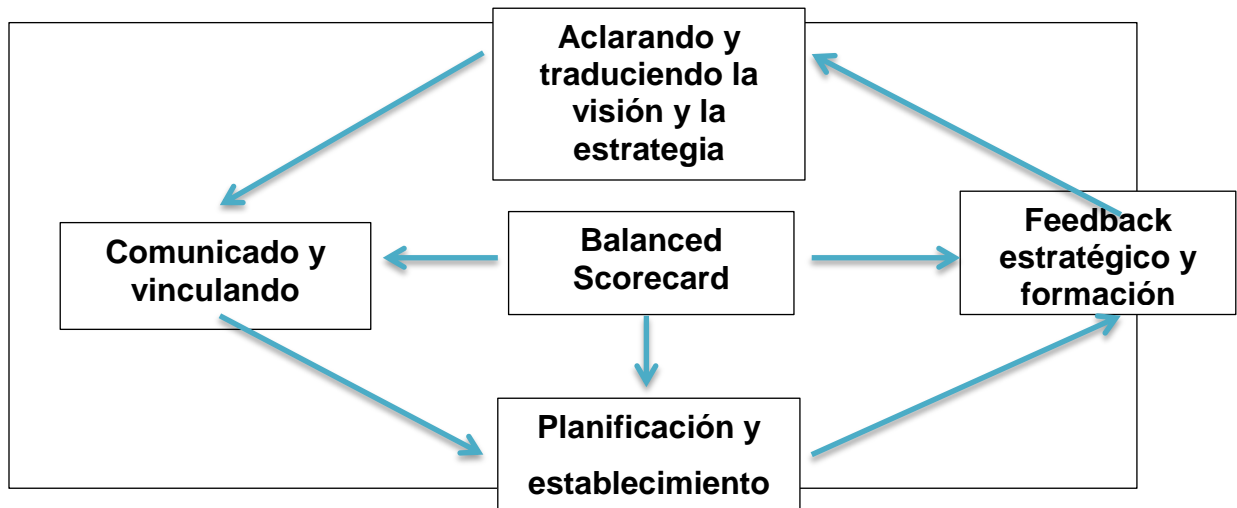 Aclarando y
traduciendo la
visión y la
estrategia
Comunicado y
vinculando
Balanced
Scorecard
Feedback
estratégico y
formación
Planificación y
establecimiento